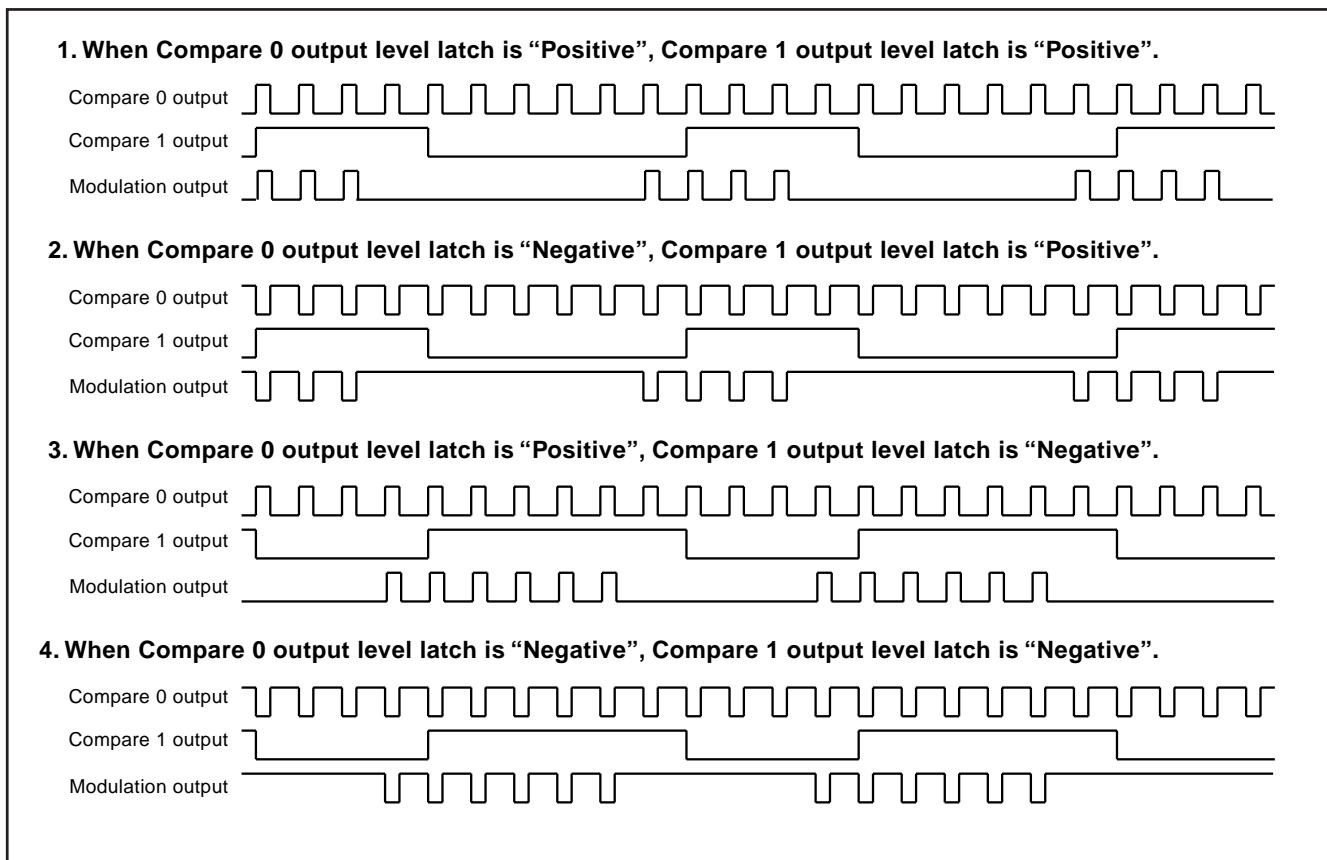 1. When Compare 0 output level latch is “Positive”, Compare 1 output level latch is “Positive”.
Compare 0 output
Compare 1 output
Modulation output
2. When Compare 0 output level latch is “Negative”, Compare 1 output level latch is “Positive”.
Compare 0 output
Compare 1 output
Modulation output
3. When Compare 0 output level latch is “Positive”, Compare 1 output level latch is “Negative”.
Compare 0 output
Compare 1 output
Modulation output
4. When Compare 0 output level latch is “Negative”, Compare 1 output level latch is “Negative”.
Compare 0 output
Compare 1 output
Modulation output